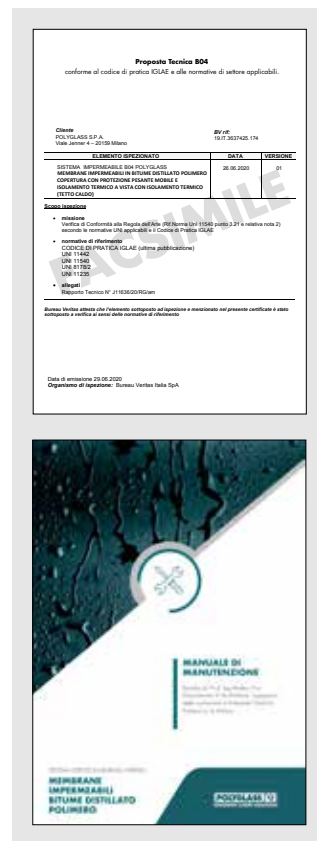 Proposta Tecnica B04
conforme al codice di pratica IGLAE e alle normative di settore applicabili.
Cliente
POLYGLASS S.P.A.
Viale Jenner 4 – 20159 Milano
BV rif:
19.IT.3637425.174
ELEMENTO ISPEZIONATO DATA VERSIONE
SISTEMA IMPERMEABILE B04 POLYGLASS 26.06.2020 01
MEMBRANE IMPERMEABILI IN BITUME DISTILLATO POLIMERO
COPERTURA CON PROTEZIONE PESANTE MOBILE E
ISOLAMENTO TERMICO A VISTA CON ISOLAMENTO TERMICO
(TETTO CALDO)
Scopo ispezione
• missione
Verifica di Conformità alla Regola dell'Arte (Rif Norma UnI 11540 punto 3.21 e relativa nota 2)
secondo le normative UNI applicabili e il Codice di Pratica IGLAE
• normative di riferimento
CODICE DI PRATICA IGLAE (ultima pubblicazione)
UNI 11442
UNI 11540
UNI 8178/2
UNI 11235
• allegati
Rapporto Tecnico N° J11636/20/RG/am
FACSIMILE
Bureau Veritas attesta che l'elemento sottoposto ad ispezione e menzionato nel presente certificate è stato
sottoposto a verifica ai sensi delle normative di riferimento
Data di emissione 29.06.2020
Organismo di ispezione: Bureau Veritas Italia SpA
MANUALE DI
MANUTENZIONE
MEMBRANE
IMPERMEABILI
BITUME DISTILLATO
POLIMERO
POLYGLASS